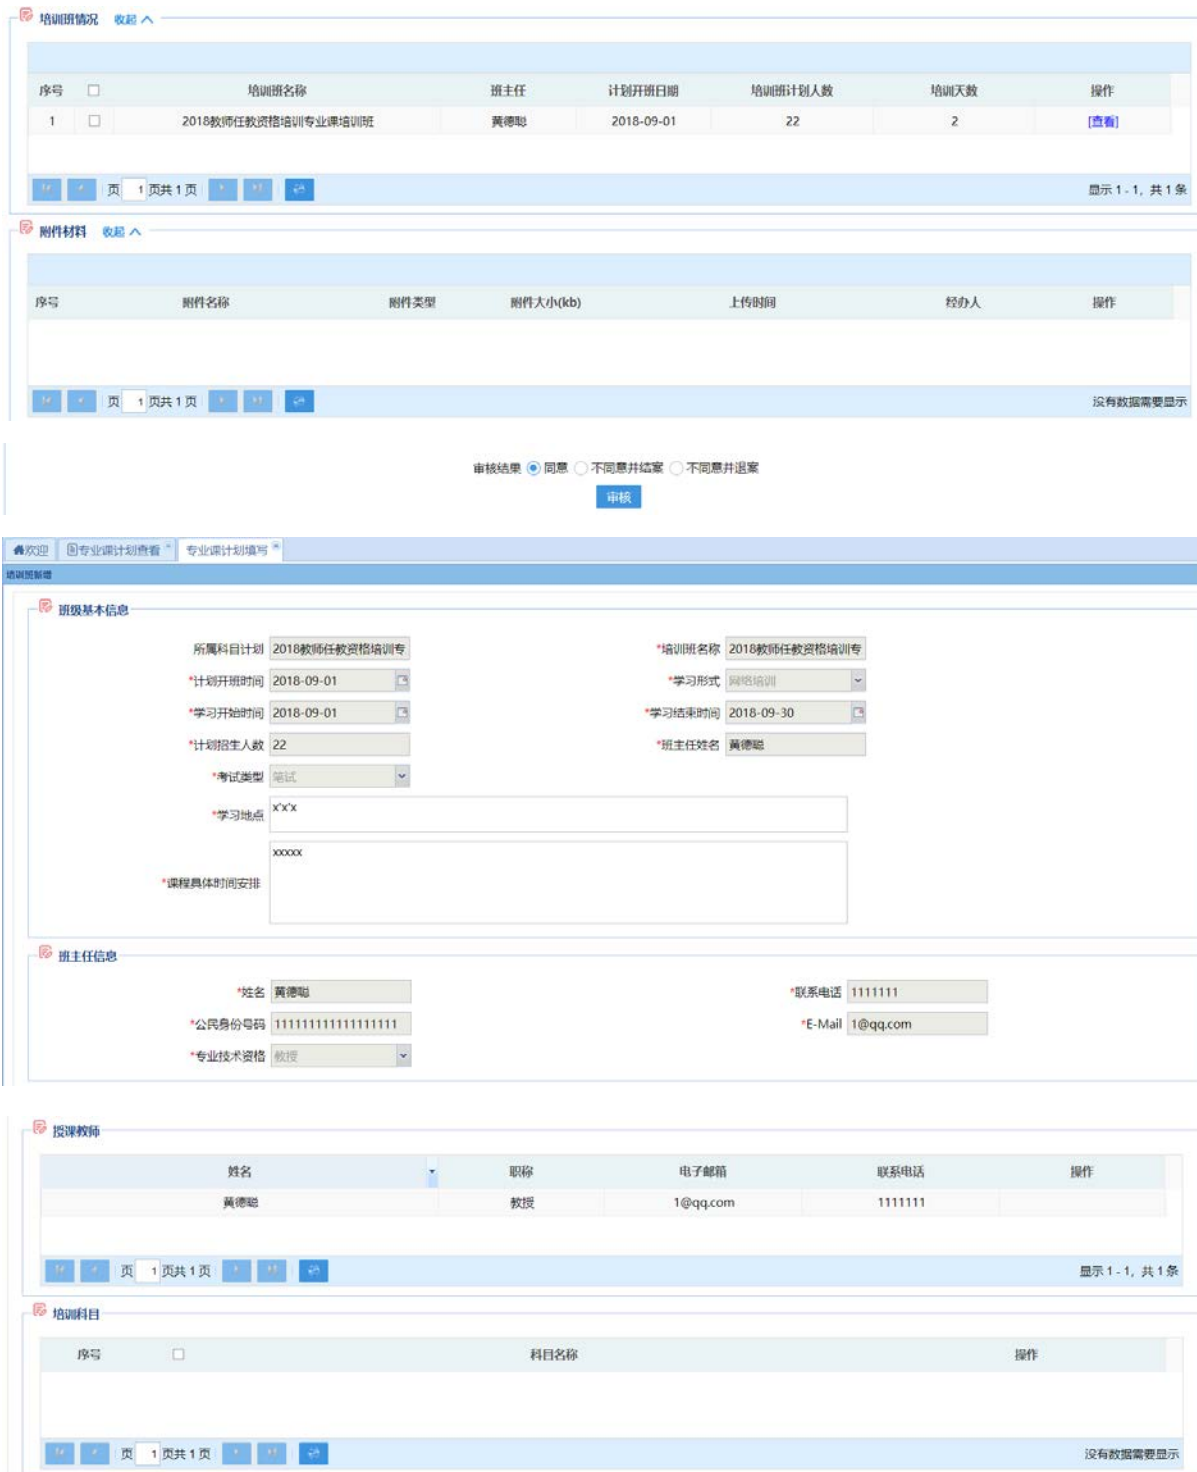 培训班情况 收起
序号 培训班名称 班主任 计划开班日期 培训班计划人数 培训天数 操作
1 2018教师任教资格培训专业课培训班 黄德聪 2018-09-01 22 2 [查看]
页 1 页共 1 页 显示 1 - 1, 共 1 条
附件材料 收起
序号 附件名称 附件类型 附件大小(kb) 上传时间 经办人 操作
页 1 页共 1 页 没有数据需要显示
审核结果 同意 不同意并结案 不同意并退案
审核
欢迎 专业课计划查看 专业课计划填写
培训班新增
班级基本信息
所属科目计划 2018教师任教资格培训专 *培训班名称 2018教师任教资格培训专
*计划开班时间 2018-09-01 *学习形式 网络培训
*学习开始时间 2018-09-01 *学习结束时间 2018-09-30
*计划招生人数 22 *班主任姓名 黄德聪
*考试类型 笔试
*学习地点 x'x'x
*课程具体时间安排 xxxxx
班主任信息
*姓名 黄德聪 *联系电话 1111111
*公民身份号码 111111111111111111 *E-Mail 1@qq.com
*专业技术资格 教授
授课教师
姓名 职称 电子邮箱 联系电话 操作
黄德聪 教授 1@qq.com 1111111
页 1 页共 1 页 显示 1 - 1, 共 1 条
培训科目
序号 科目名称 操作
页 1 页共 1 页 没有数据需要显示